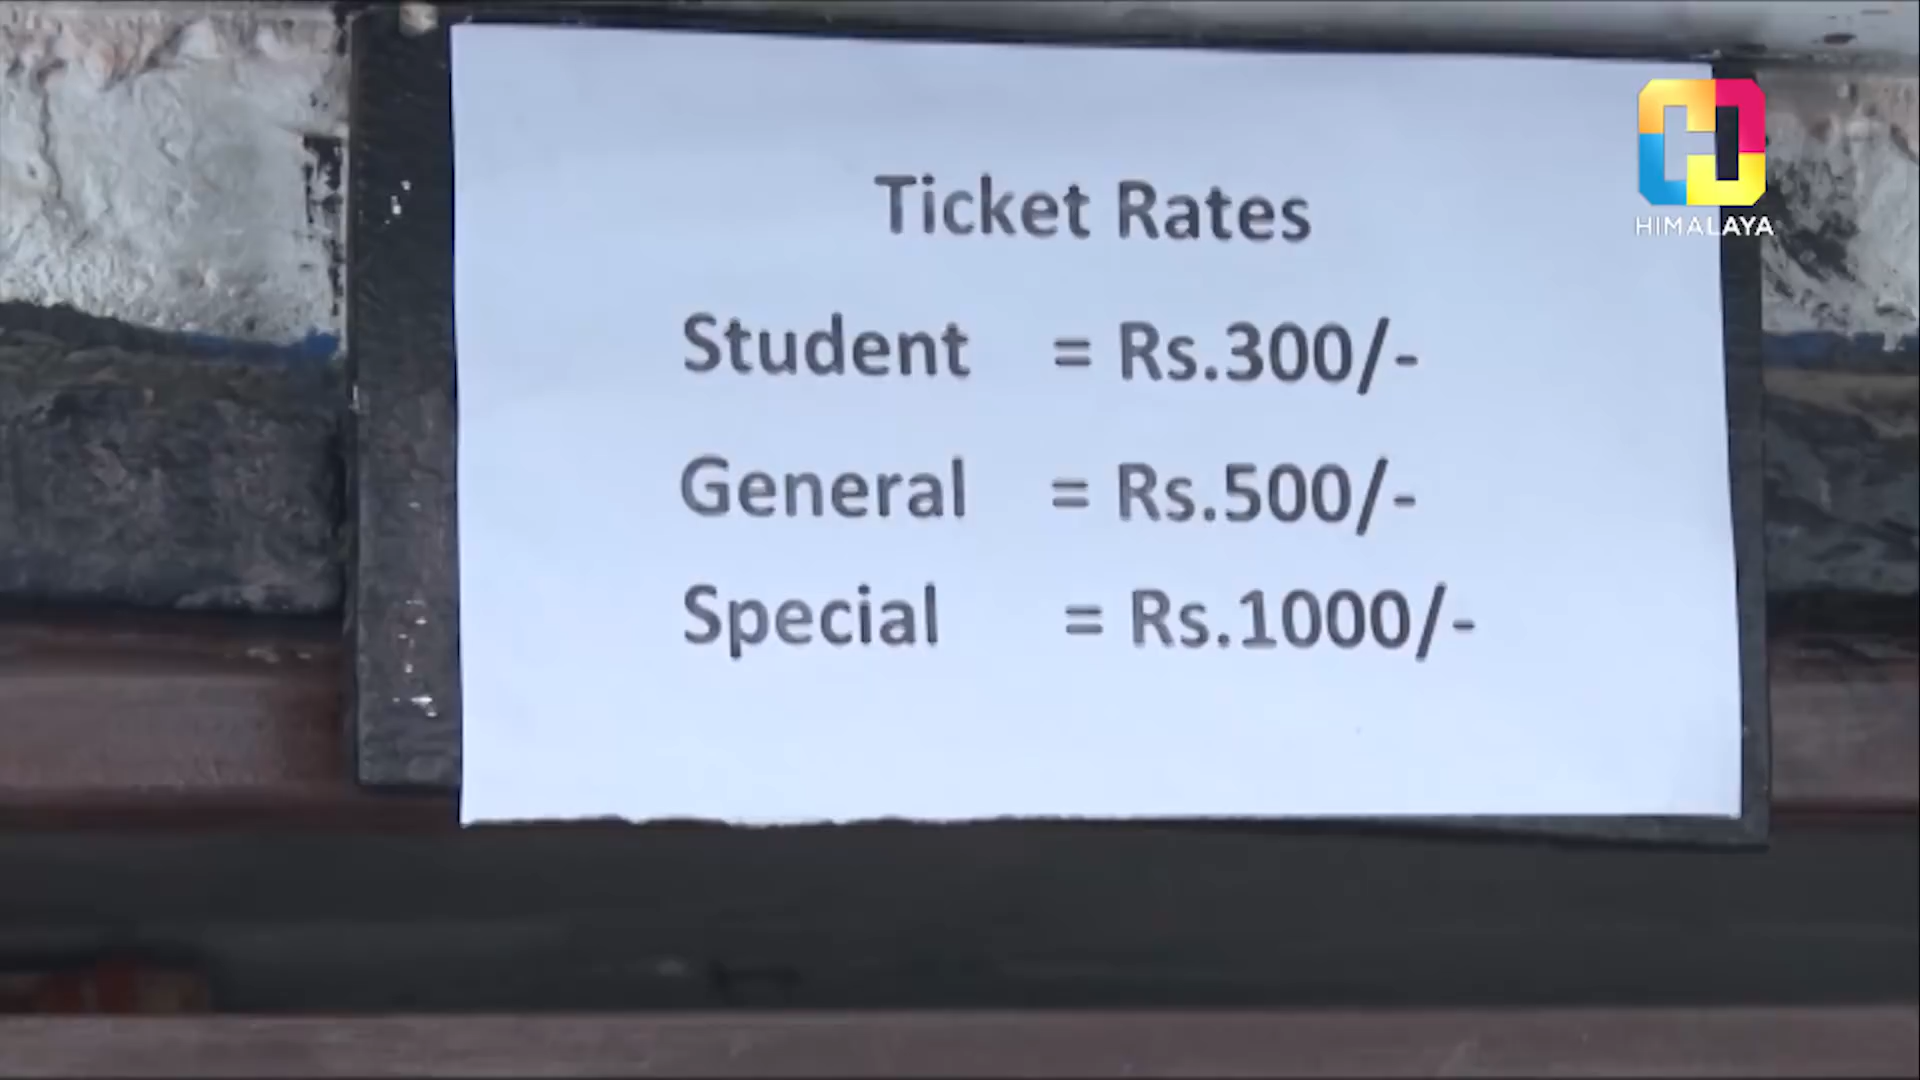 Ticket Rates
Student = Rs.300/-
General = Rs.500/-
Special = Rs.1000/-
HIMALAYA